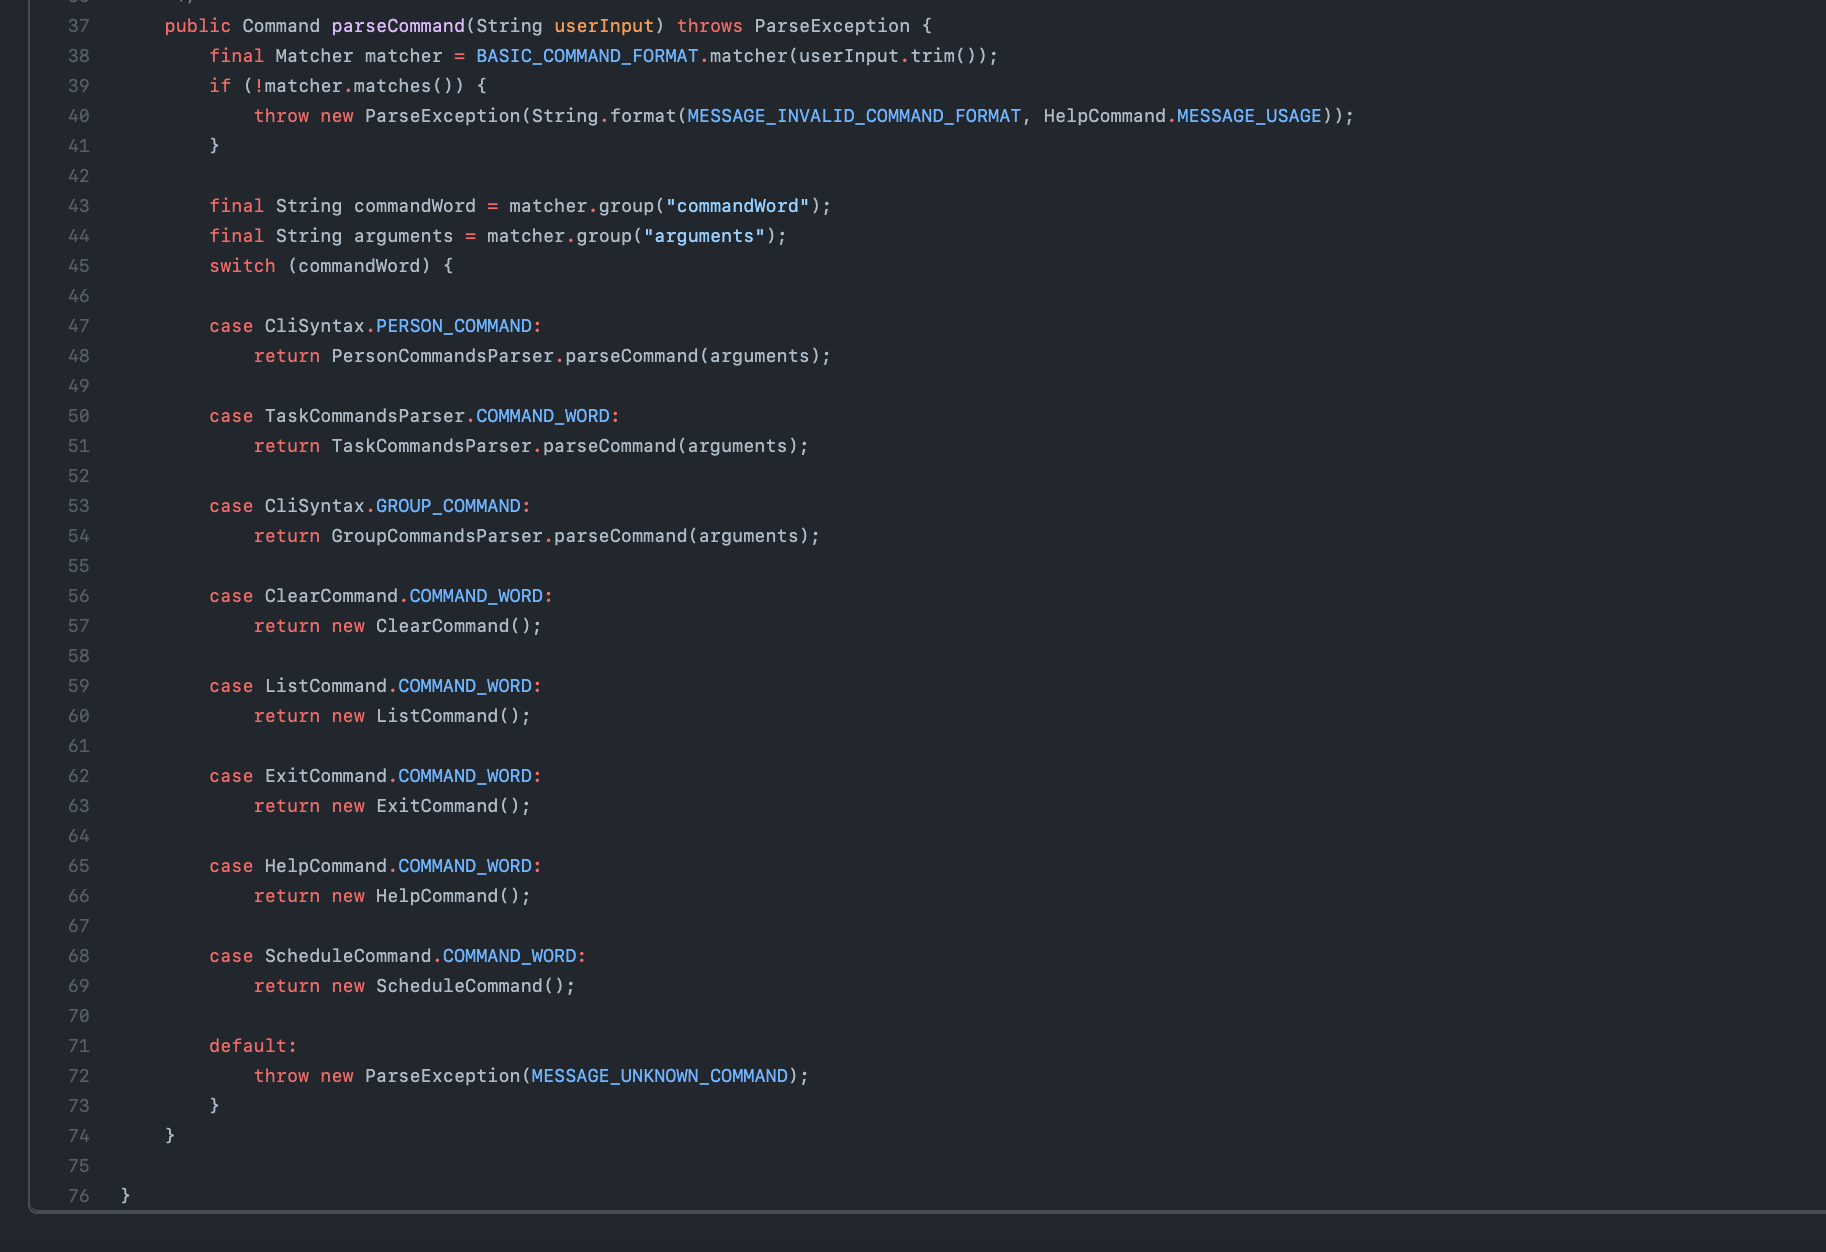 37 public Command parseCommand(String userInput) throws ParseException {
38 final Matcher matcher = BASIC_COMMAND_FORMAT.matcher(userInput.trim());
39 if (!matcher.matches()) {
40 throw new ParseException(String.format(MESSAGE_INVALID_COMMAND_FORMAT, HelpCommand.MESSAGE_USAGE));
41 }
42
43 final String commandWord = matcher.group("commandWord");
44 final String arguments = matcher.group("arguments");
45 switch (commandWord) {
46
47 case CliSyntax.PERSON_COMMAND:
48 return PersonCommandsParser.parseCommand(arguments);
49
50 case TaskCommandsParser.COMMAND_WORD:
51 return TaskCommandsParser.parseCommand(arguments);
52
53 case CliSyntax.GROUP_COMMAND:
54 return GroupCommandsParser.parseCommand(arguments);
55
56 case ClearCommand.COMMAND_WORD:
57 return new ClearCommand();
58
59 case ListCommand.COMMAND_WORD:
60 return new ListCommand();
61
62 case ExitCommand.COMMAND_WORD:
63 return new ExitCommand();
64
65 case HelpCommand.COMMAND_WORD:
66 return new HelpCommand();
67
68 case ScheduleCommand.COMMAND_WORD:
69 return new ScheduleCommand();
70
71 default:
72 throw new ParseException(MESSAGE_UNKNOWN_COMMAND);
73 }
74 }
75
76 }